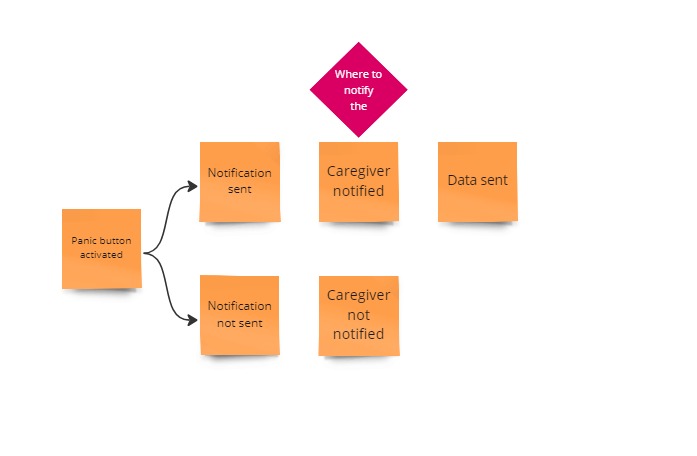 Where to
notify
the
Notification
sent
Caregiver
notified
Data sent
Panic button
activated
Notification
not sent
Caregiver
not
notified